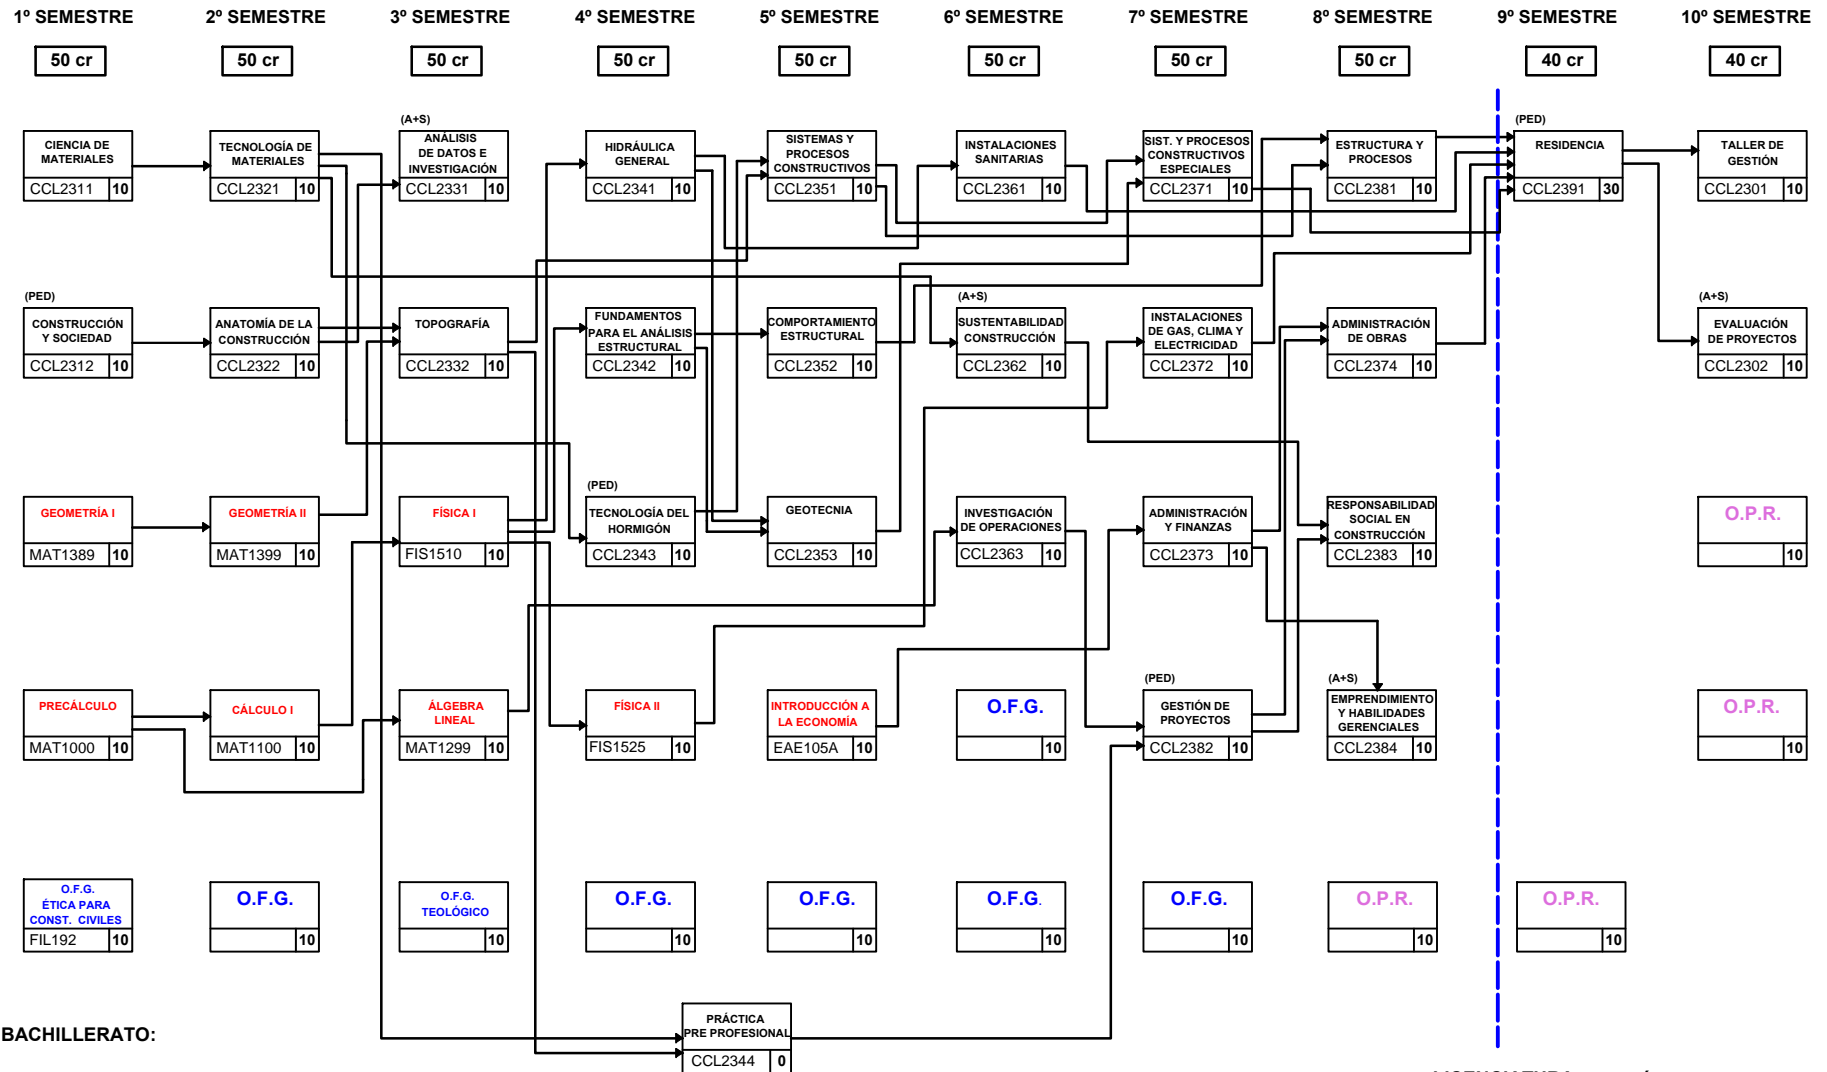 1º SEMESTRE 2º SEMESTRE 3º SEMESTRE 4º SEMESTRE 5º SEMESTRE 6º SEMESTRE 7º SEMESTRE 8º SEMESTRE 9º SEMESTRE 10º SEMESTRE
50 cr 50 cr 50 cr 50 cr 50 cr 50 cr 50 cr 50 cr 40 cr 40 cr
CIENCIA DE
MATERIALES
CCL2311 10
TECNOLOGÍA DE
MATERIALES
CCL2321 10
(A+S)
ANÁLISIS
DE DATOS E
INVESTIGACIÓN
CCL2331 10
HIDRÁULICA
GENERAL
CCL2341 10
SISTEMAS Y
PROCESOS
CONSTRUCTIVOS
CCL2351 10
INSTALACIONES
SANITARIAS
CCL2361 10
SIST. Y PROCESOS
CONSTRUCTIVOS
ESPECIALES
CCL2371 10
ESTRUCTURA Y
PROCESOS
CCL2381 10
(PED)
RESIDENCIA
CCL2391 30
TALLER DE
GESTIÓN
CCL2301 10
(PED)
CONSTRUCCIÓN
Y SOCIEDAD
CCL2312 10
ANATOMÍA DE LA
CONSTRUCCIÓN
CCL2322 10
TOPOGRAFÍA
CCL2332 10
FUNDAMENTOS
PARA EL ANÁLISIS
ESTRUCTURAL
CCL2342 10
COMPORTAMIENTO
ESTRUCTURAL
CCL2352 10
(A+S)
SUSTENTABILIDAD
CONSTRUCCIÓN
CCL2362 10
INSTALACIONES
DE GAS, CLIMA Y
ELECTRICIDAD
CCL2372 10
ADMINISTRACIÓN
DE OBRAS
CCL2374 10
(A+S)
EVALUACIÓN
DE PROYECTOS
CCL2302 10
GEOMETRÍA I
MAT1389 10
GEOMETRÍA II
MAT1399 10
FÍSICA I
FIS1510 10
(PED)
TECNOLOGÍA DEL
HORMIGÓN
CCL2343 10
GEOTECNIA
CCL2353 10
INVESTIGACIÓN
DE OPERACIONES
CCL2363 10
ADMINISTRACIÓN
Y FINANZAS
CCL2373 10
RESPONSABILIDAD
SOCIAL EN
CONSTRUCCIÓN
CCL2383 10
O.P.R.
10
PRECÁLCULO
MAT1000 10
CÁLCULO I
MAT1100 10
ÁLGEBRA
LINEAL
MAT1299 10
FÍSICA II
FIS1525 10
INTRODUCCIÓN A
LA ECONOMÍA
EAE105A 10
O.F.G.
10
(PED)
GESTIÓN DE
PROYECTOS
CCL2382 10
(A+S)
EMPRENDIMIENTO
Y HABILIDADES
GERENCIALES
CCL2384 10
O.P.R.
10
O.F.G.
ÉTICA PARA
CONST. CIVILES
FIL192 10
O.F.G.
10
O.F.G.
TEOLÓGICO
10
O.F.G.
10
O.F.G.
10
O.F.G.
10
O.F.G.
10
O.P.R.
10
O.P.R.
10
PRÁCTICA
PRE PROFESIONAL
CCL2344 0
BACHILLERATO: